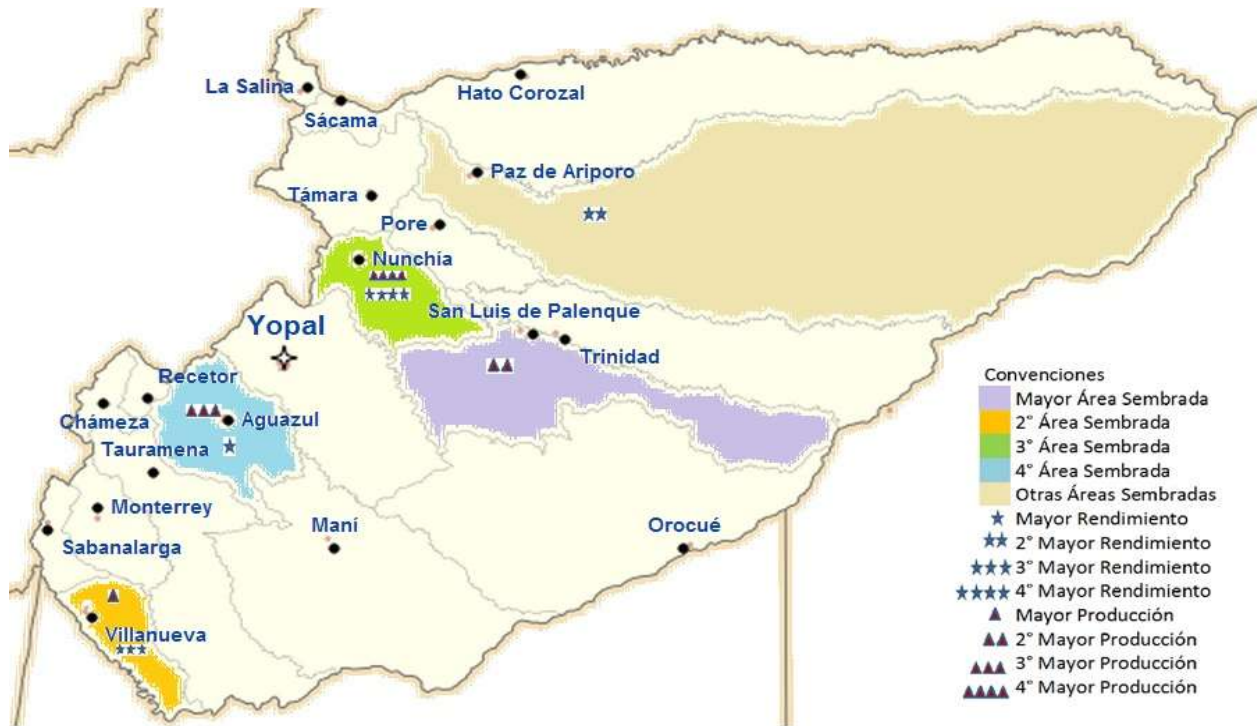 La Salina
Hato Corozal
Sácama
Paz de Ariporo
Támara
Pore
Nunchía
San Luis de Palenque
Yopal
Trinidad
Recetor
Chámeza
Aguazul
Tauramena
Monterrey
Maní
Orocué
Sabanalarga
Villanueva
Convenciones
Mayor Área Sembrada
2° Área Sembrada
3° Área Sembrada
4° Área Sembrada
Otras Áreas Sembradas
Mayor Rendimiento
2° Mayor Rendimiento
3° Mayor Rendimiento
4° Mayor Rendimiento
Mayor Producción
2° Mayor Producción
3° Mayor Producción
4° Mayor Producción